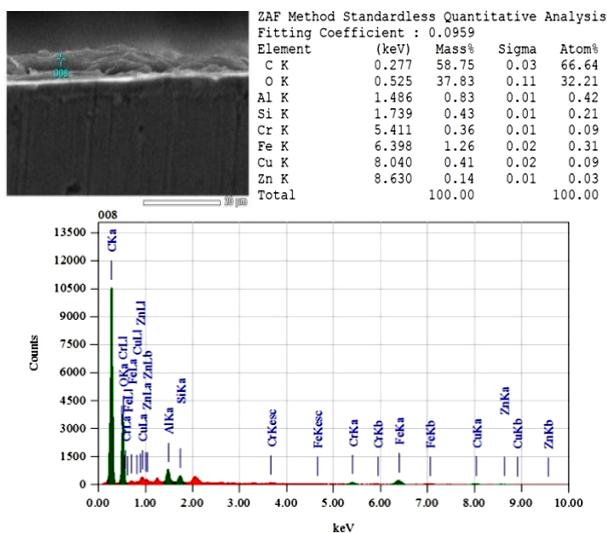 ZAF Method Standardless Quantitative Analysis
Fitting Coefficient : 0.0959
Element (keV) Mass% Sigma Atom%
C K 0.277 58.75 0.03 66.64
O K 0.525 37.83 0.11 32.21
Al K 1.486 0.83 0.01 0.42
Si K 1.739 0.43 0.01 0.21
Cr K 5.411 0.36 0.01 0.09
Fe K 6.398 1.26 0.02 0.31
Cu K 8.040 0.41 0.02 0.09
Zn K 8.630 0.14 0.01 0.03
Total 100.00 100.00
008
20 µm
008
Counts
13500
12000
10500
9000
7500
6000
4500
3000
1500
0
CKa
OKa
CrLl
CrLa
FeLl
FeLa
CuLl
CuLa
ZnLl
ZnLa
ZnLb
AlKa
SiKa
CrKesc
FeKesc
CrKa
CrKb
FeKa
FeKb
CuKa
ZnKa
CuKb
ZnKb
0.00 1.00 2.00 3.00 4.00 5.00 6.00 7.00 8.00 9.00 10.00
keV